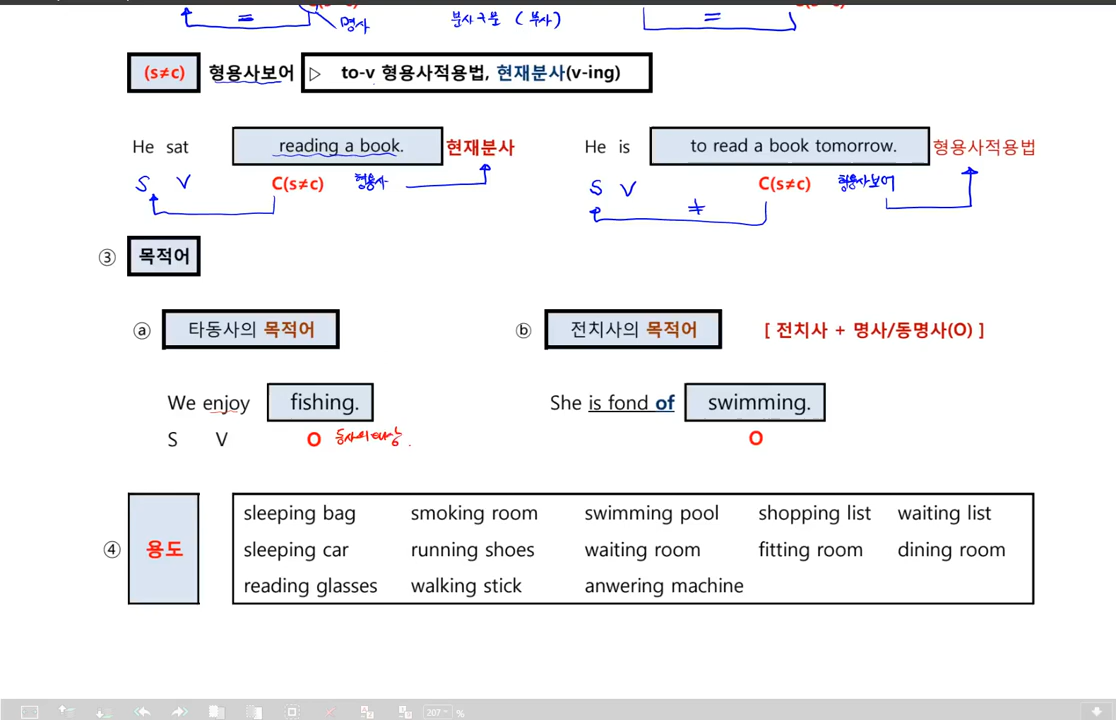 = 명사 분사구문 (부사) =
(s≠c) 형용사보어 ▷ to-v 형용사적용법, 현재분사(v-ing)
He sat reading a book. 현재분사 He is to read a book tomorrow. 형용사적용법
S V C(s≠c) 형용사 S V C(s≠c) 형용사보어
≠
③ 목적어
ⓐ 타동사의 목적어 ⓑ 전치사의 목적어 [ 전치사 + 명사/동명사(O) ]
We enjoy fishing. She is fond of swimming.
S V O 동사의대상 O
④ 용도
sleeping bag smoking room swimming pool shopping list waiting list
sleeping car running shoes waiting room fitting room dining room
reading glasses walking stick anwering machine
207 %